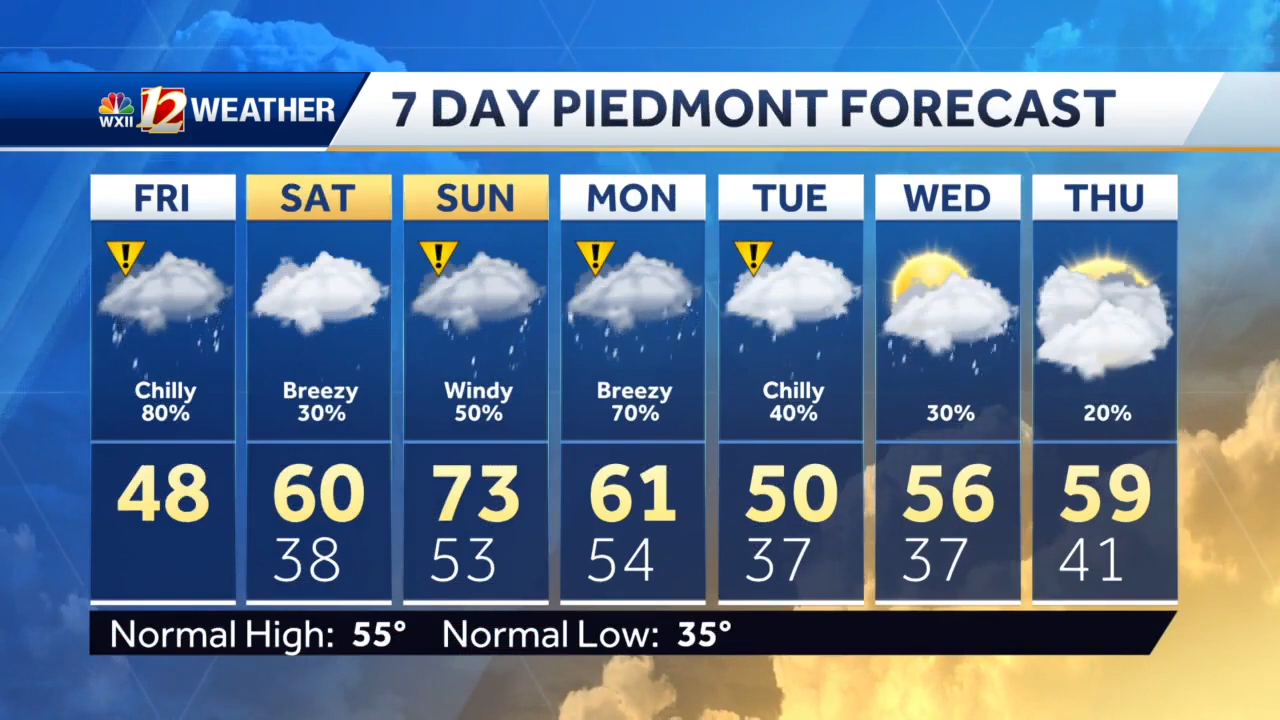 WXII 12 WEATHER
7 DAY PIEDMONT FORECAST
FRI SAT SUN MON TUE WED THU
! ! ! !
Chilly Breezy Windy Breezy Chilly
80% 30% 50% 70% 40% 30% 20%
48 60 73 61 50 56 59
38 53 54 37 37 41
Normal High: 55° Normal Low: 35°